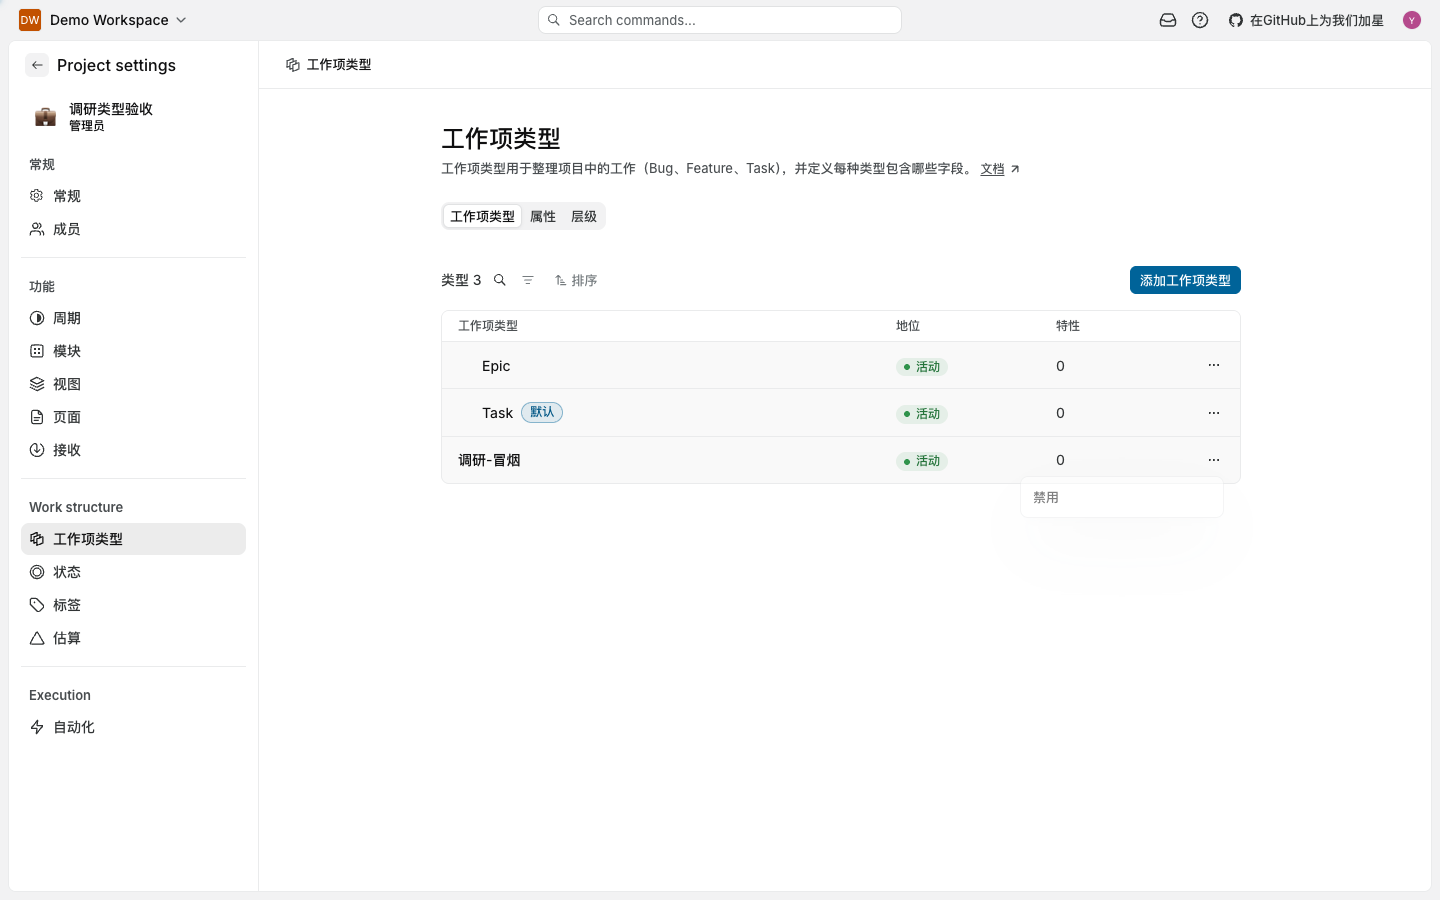 DW Demo Workspace
Search commands...
在GitHub上为我们加星
Y
Project settings
调研类型验收
管理员
常规
常规
成员
功能
周期
模块
视图
页面
接收
Work structure
工作项类型
状态
标签
估算
Execution
自动化
工作项类型
工作项类型
工作项类型用于整理项目中的工作（Bug、Feature、Task），并定义每种类型包含哪些字段。 文档
工作项类型 属性 层级
类型 3 排序 添加工作项类型
工作项类型 地位 特性
Epic 活动 0
Task 默认 活动 0
调研-冒烟 活动 0
禁用